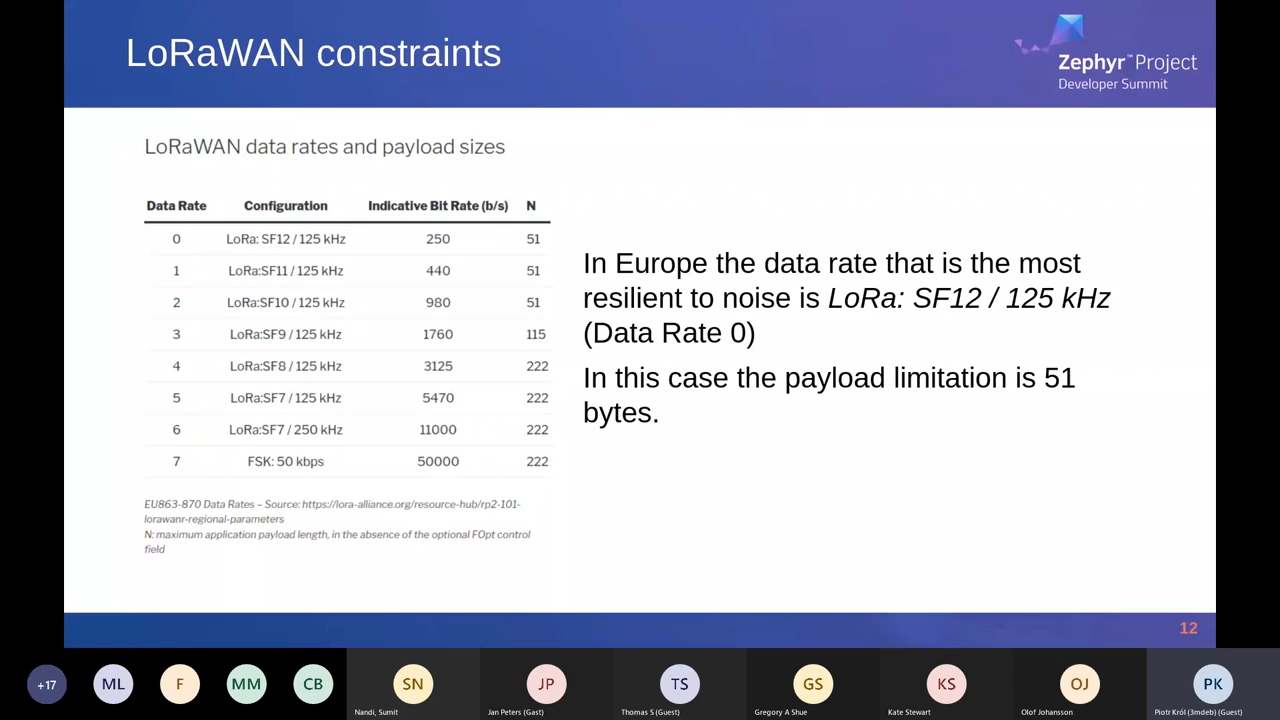 LoRaWAN constraints
Zephyr™Project
Developer Summit
LoRaWAN data rates and payload sizes
Data Rate Configuration Indicative Bit Rate (b/s) N
0 LoRa: SF12 / 125 kHz 250 51
1 LoRa:SF11 / 125 kHz 440 51
2 LoRa:SF10 / 125 kHz 980 51
3 LoRa:SF9 / 125 kHz 1760 115
4 LoRa:SF8 / 125 kHz 3125 222
5 LoRa:SF7 / 125 kHz 5470 222
6 LoRa:SF7 / 250 kHz 11000 222
7 FSK: 50 kbps 50000 222
EU863-870 Data Rates – Source: https://lora-alliance.org/resource-hub/rp2-101-
lorawanr-regional-parameters
N: maximum application payload length, in the absence of the optional FOpt control
field
In Europe the data rate that is the most
resilient to noise is LoRa: SF12 / 125 kHz
(Data Rate 0)
In this case the payload limitation is 51
bytes.
12
+17 ML F MM CB SN JP TS GS KS OJ PK
Nandi, Sumit Jan Peters (Gast) Thomas S (Guest) Gregory A Shue Kate Stewart Olof Johansson Piotr Król (3mdeb) (Guest)